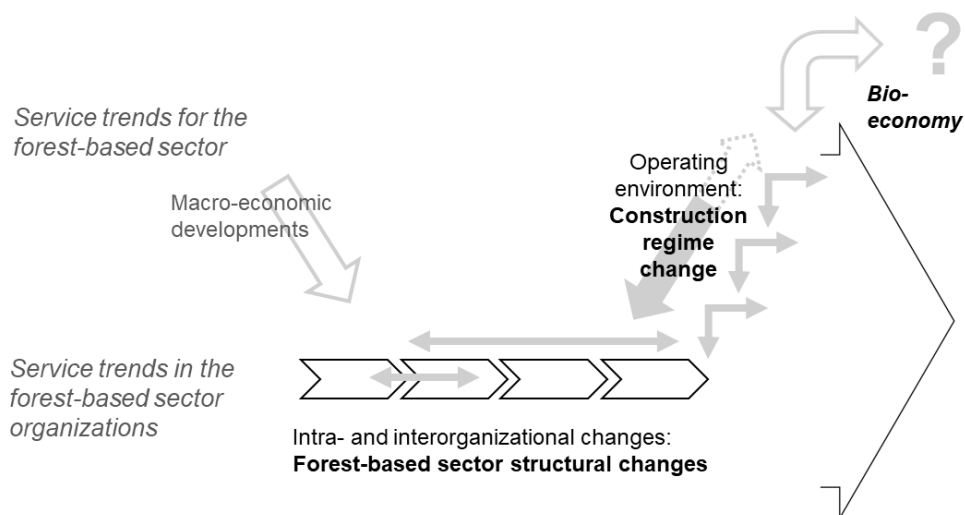 ?
Bio-
economy
Service trends for the
forest-based sector
Operating
environment:
Construction
regime
change
Macro-economic
developments
Service trends in the
forest-based sector
organizations
Intra- and interorganizational changes:
Forest-based sector structural changes